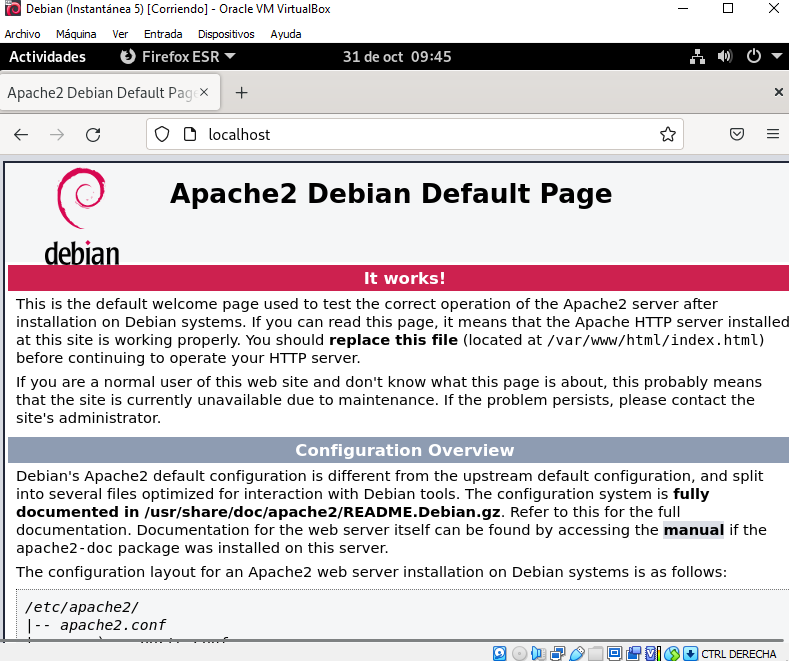 Debian (Instantánea 5) [Corriendo] - Oracle VM VirtualBox
Archivo Máquina Ver Entrada Dispositivos Ayuda
Actividades Firefox ESR 31 de oct 09:45
Apache2 Debian Default Pag
localhost
debian
Apache2 Debian Default Page
It works!
This is the default welcome page used to test the correct operation of the Apache2 server after
installation on Debian systems. If you can read this page, it means that the Apache HTTP server installed
at this site is working properly. You should replace this file (located at /var/www/html/index.html)
before continuing to operate your HTTP server.
If you are a normal user of this web site and don't know what this page is about, this probably means
that the site is currently unavailable due to maintenance. If the problem persists, please contact the
site's administrator.
Configuration Overview
Debian's Apache2 default configuration is different from the upstream default configuration, and split
into several files optimized for interaction with Debian tools. The configuration system is fully
documented in /usr/share/doc/apache2/README.Debian.gz. Refer to this for the full
documentation. Documentation for the web server itself can be found by accessing the manual if the
apache2-doc package was installed on this server.
The configuration layout for an Apache2 web server installation on Debian systems is as follows:
/etc/apache2/
|-- apache2.conf
CTRL DERECHA